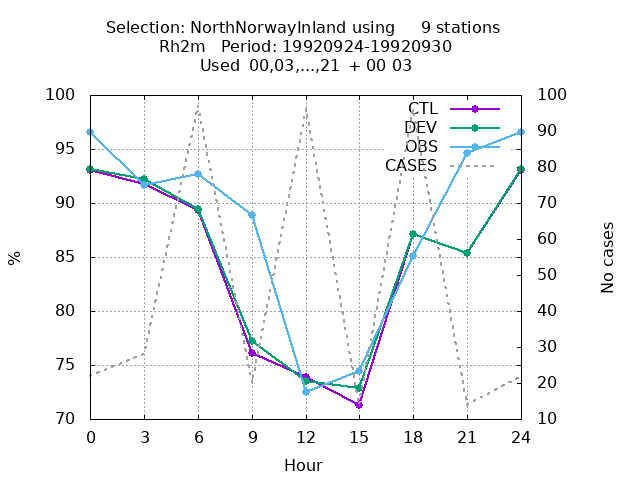 Selection: NorthNorwayInland using 9 stations
Rh2m Period: 19920924-19920930
Used 00,03,...,21 + 00 03
100 100
CTL
90
DEV
95
OBS
80
CASES
90 70
60
85
% 50 No cases
80 40
30
75
20
70 10
0 3 6 9 12 15 18 21 24
Hour